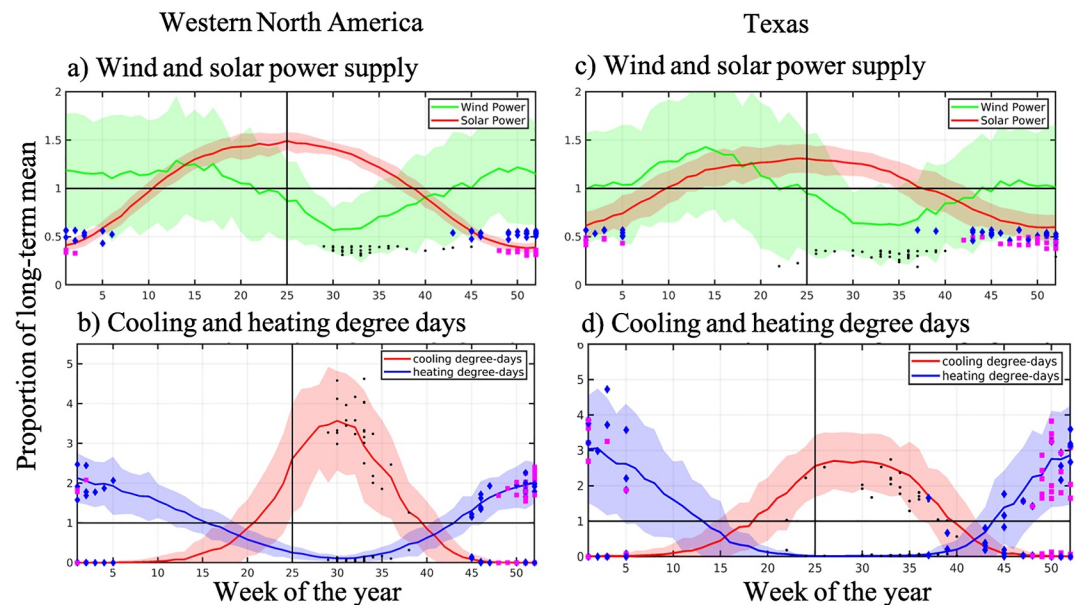 Western North America
Texas
a) Wind and solar power supply
c) Wind and solar power supply
Proportion of long-term mean
2
1.5
1
0.5
0
Wind Power
Solar Power
5 10 15 20 25 30 35 40 45 50
2
1.5
1
0.5
0
Wind Power
Solar Power
5 10 15 20 25 30 35 40 45 50
b) Cooling and heating degree days
d) Cooling and heating degree days
5
4
3
2
1
0
cooling degree-days
heating degree-days
5 10 15 20 25 30 35 40 45 50
6
5
4
3
2
1
0
cooling degree-days
heating degree-days
5 10 15 20 25 30 35 40 45 50
Week of the year
Week of the year